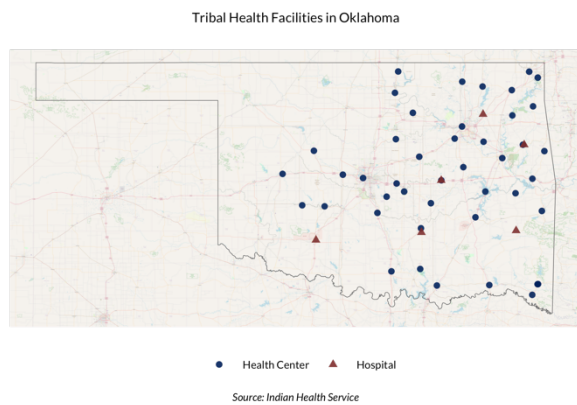 Tribal Health Facilities in Oklahoma
Health Center
Hospital
Source: Indian Health Service